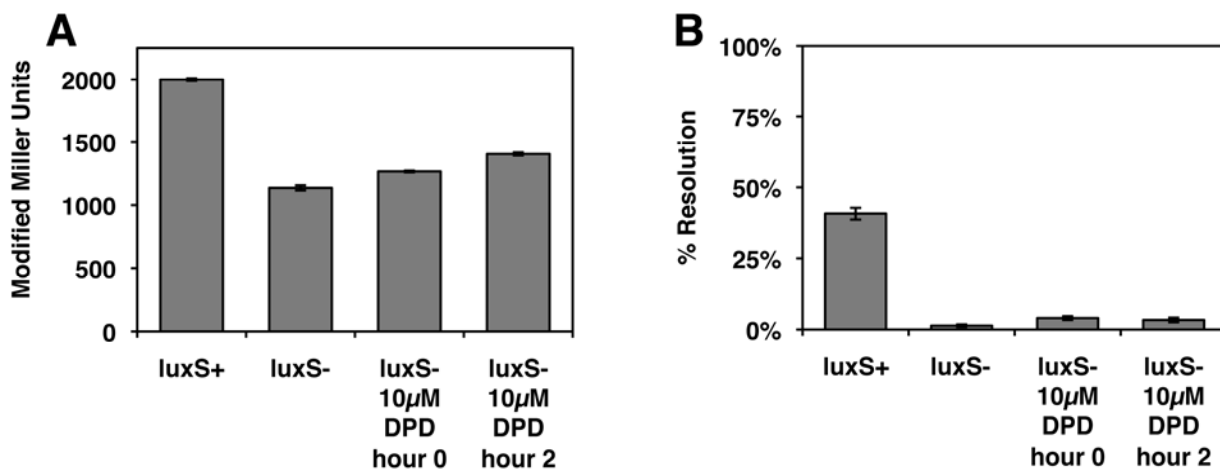 A
Modified Miller Units
2000
1500
1000
500
0
luxS+
luxS-
luxS-
10µM
DPD
hour 0
luxS-
10µM
DPD
hour 2
B
% Resolution
100%
75%
50%
25%
0%
luxS+
luxS-
luxS-
10µM
DPD
hour 0
luxS-
10µM
DPD
hour 2